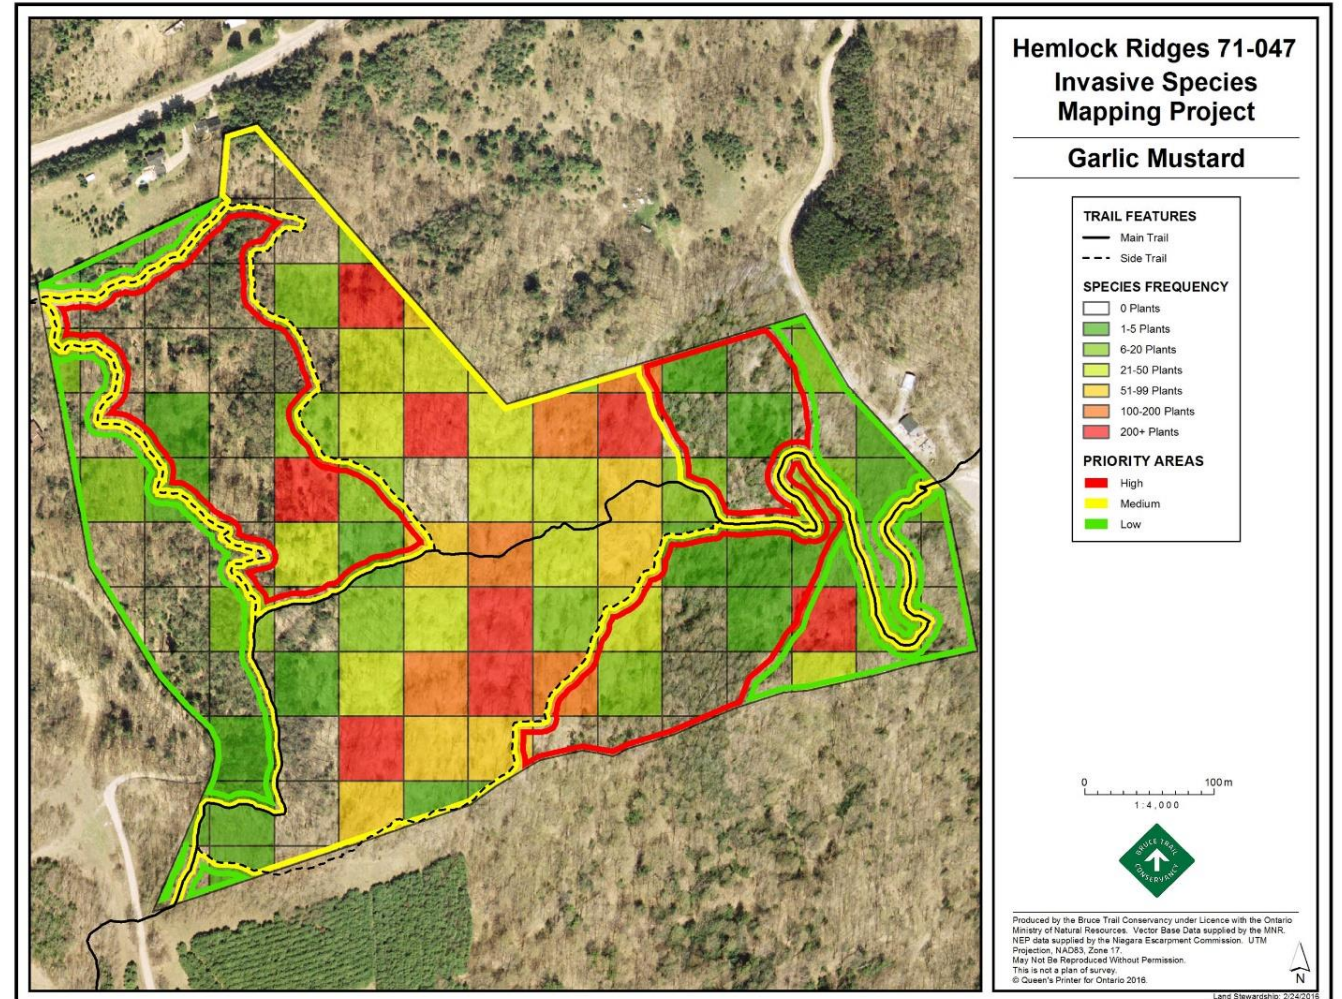 Hemlock Ridges 71-047
Invasive Species
Mapping Project
Garlic Mustard
TRAIL FEATURES
Main Trail
Side Trail
SPECIES FREQUENCY
0 Plants
1-5 Plants
6-20 Plants
21-50 Plants
51-99 Plants
100-200 Plants
200+ Plants
PRIORITY AREAS
High
Medium
Low
0 100 m
1:4,000
BRUCE TRAIL
CONSERVANCY
Produced by the Bruce Trail Conservancy under Licence with the Ontario
Ministry of Natural Resources. Vector Base Data supplied by the MNR.
NEP data supplied by the Niagara Escarpment Commission. UTM
Projection, NAD83, Zone 17.
May Not Be Reproduced Without Permission.
This is not a plan of survey.
© Queen's Printer for Ontario 2016.
N
Land Stewardship: 2/24/2016